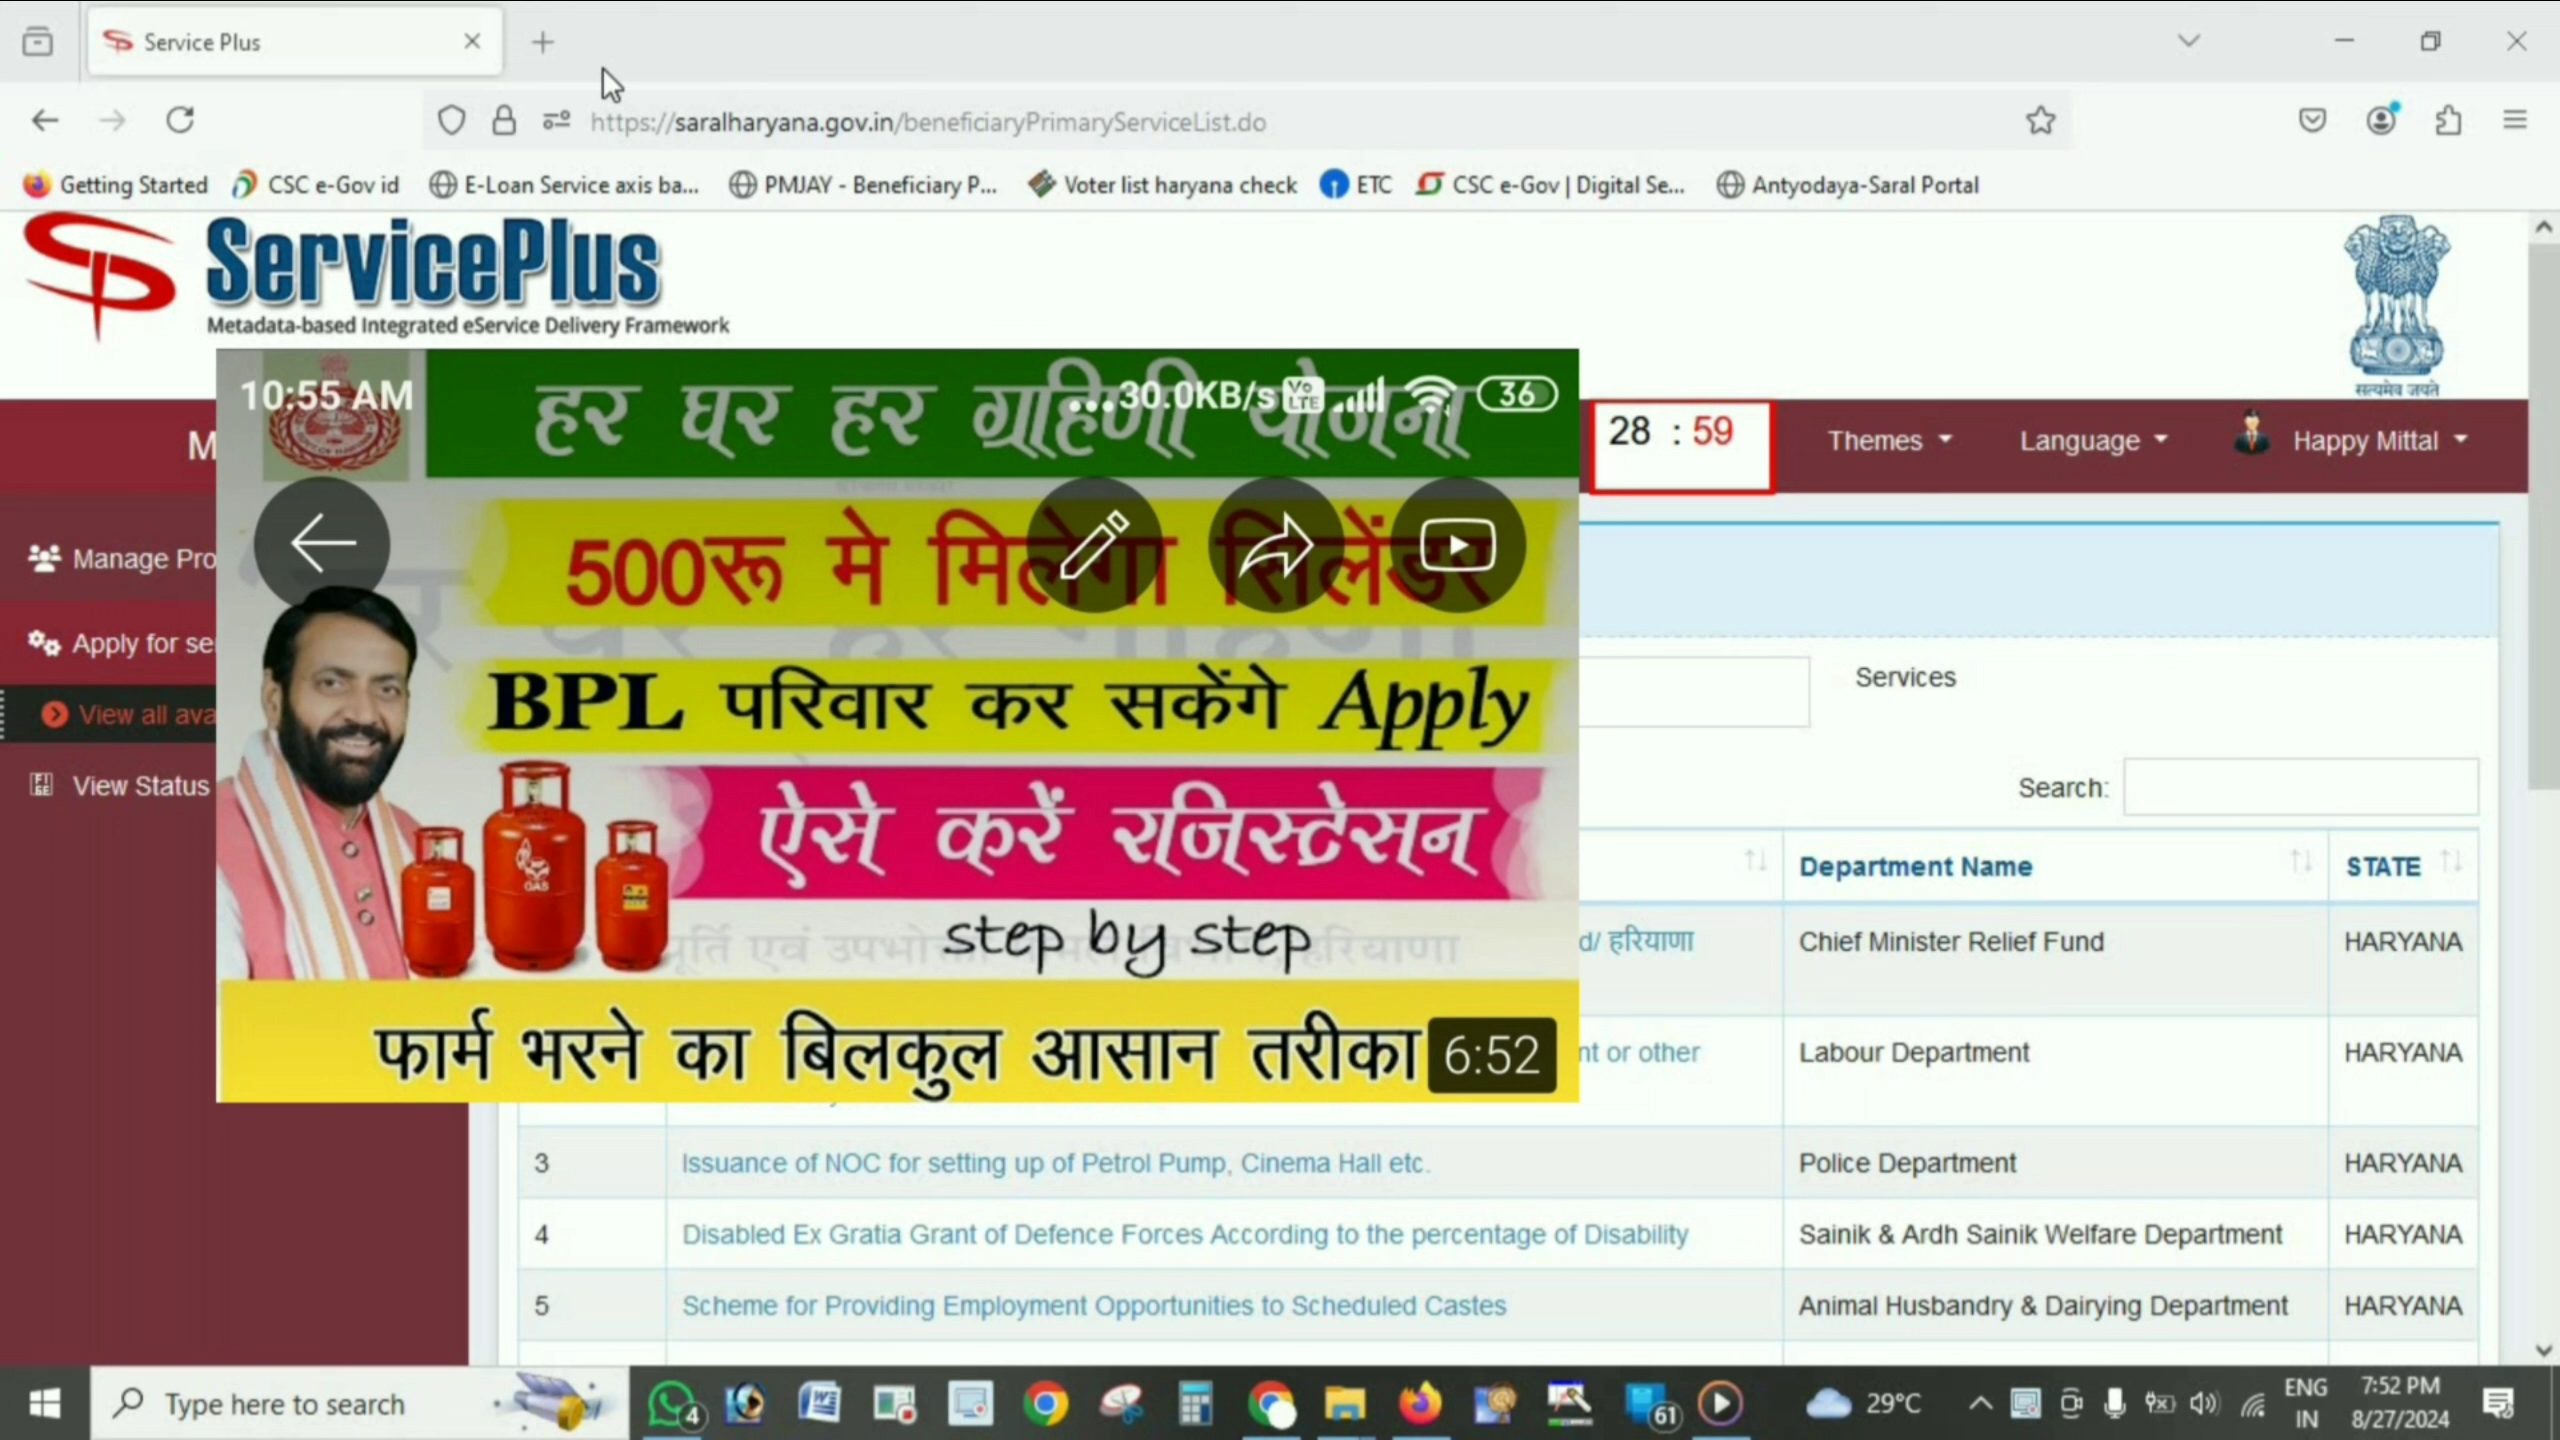 Service Plus
https://saralharyana.gov.in/beneficiaryPrimaryServiceList.do
Getting Started CSC e-Gov id E-Loan Service axis ba... PMJAY - Beneficiary P... Voter list haryana check ETC CSC e-Gov | Digital Se... Antyodaya-Saral Portal
ServicePlus
Metadata-based Integrated eService Delivery Framework
सत्यमेव जयते
10:55 AM ...30.0KB/s Vo LTE 36
हर घर हर ग्रहिणी योजना
M 28 : 59 Themes Language Happy Mittal
500रू मे मिलेगा सिलेंडर
Manage Pro
Apply for se
BPL परिवार कर सकेंगे Apply
Services
View all ava
View Status
Search:
ऐसे करें रजिस्टेसन
Department Name STATE
step by step
d/ हरियाणा Chief Minister Relief Fund HARYANA
फार्म भरने का बिलकुल आसान तरीका 6:52
nt or other Labour Department HARYANA
3 Issuance of NOC for setting up of Petrol Pump, Cinema Hall etc. Police Department HARYANA
4 Disabled Ex Gratia Grant of Defence Forces According to the percentage of Disability Sainik & Ardh Sainik Welfare Department HARYANA
5 Scheme for Providing Employment Opportunities to Scheduled Castes Animal Husbandry & Dairying Department HARYANA
Type here to search 4 61 29°C ENG 7:52 PM
IN 8/27/2024